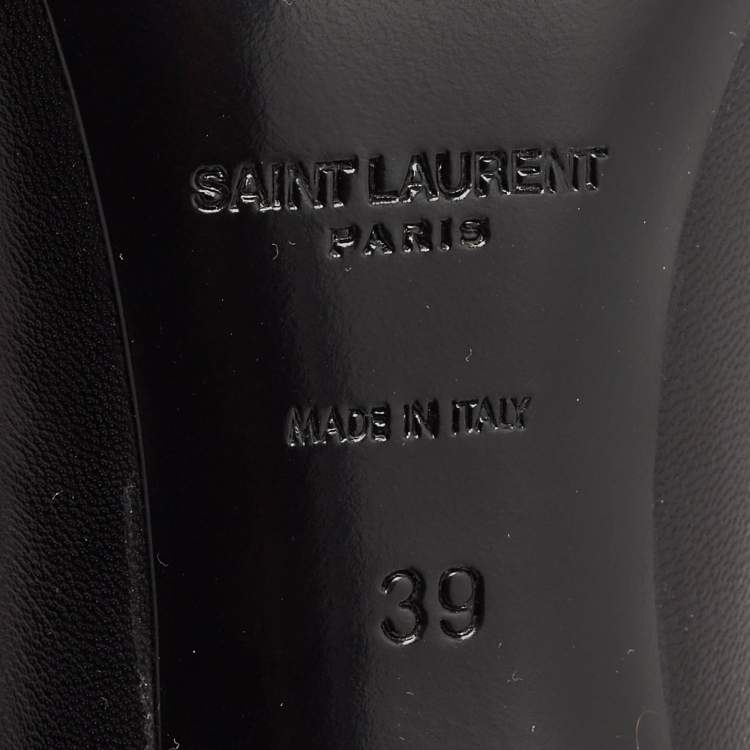 SAINT LAURENT
PARIS
MADE IN ITALY
39